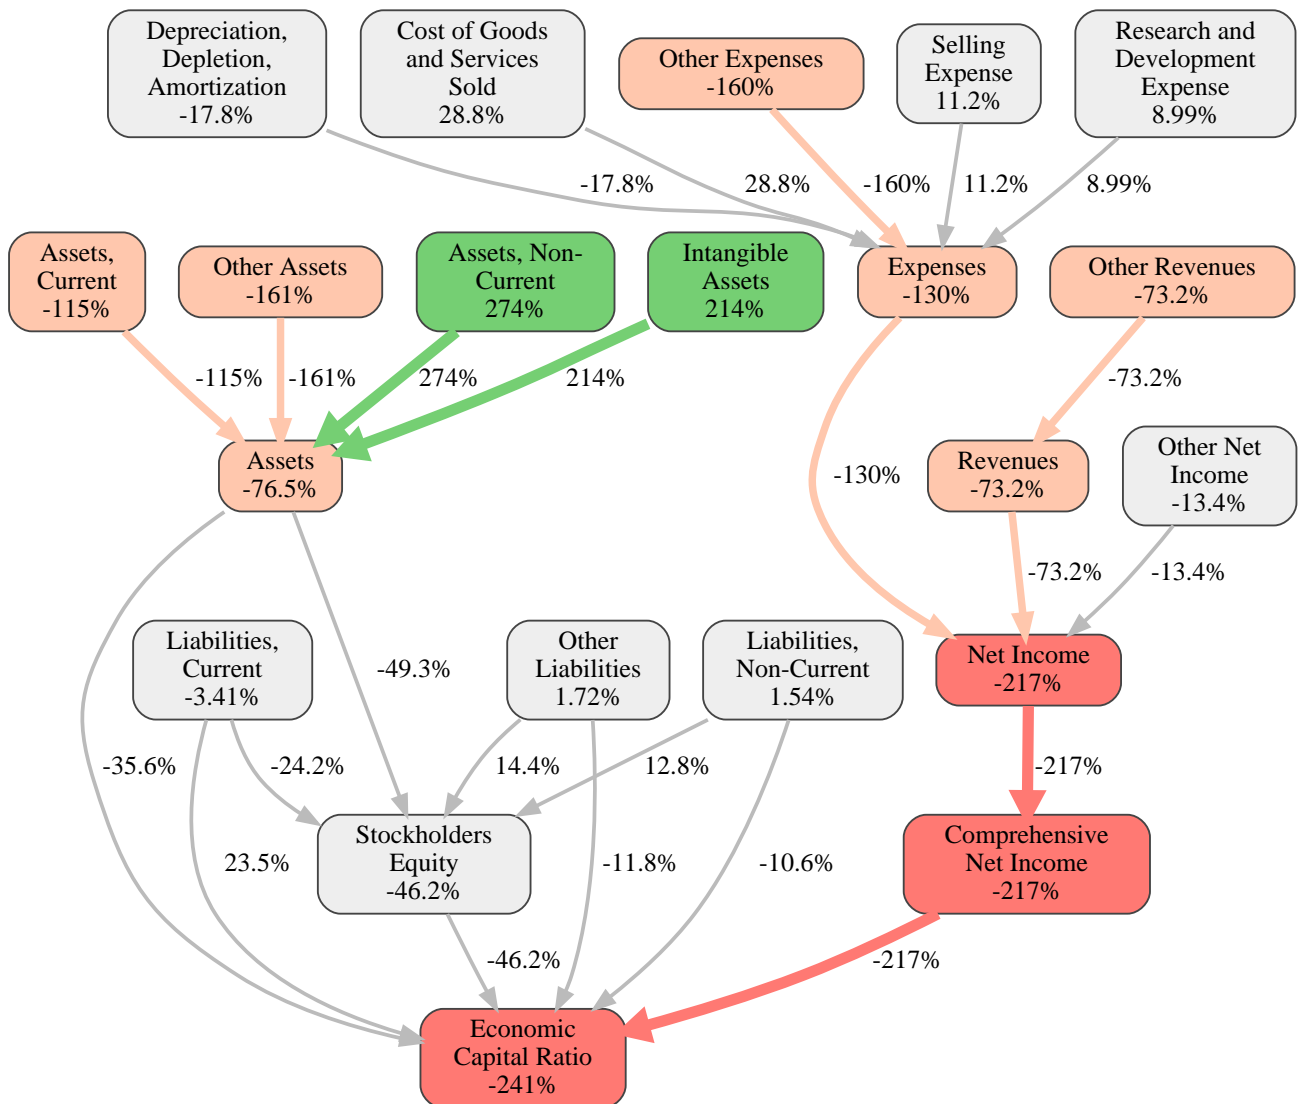 Depreciation,
Depletion,
Amortization
-17.8%
Cost of Goods
and Services
Sold
28.8%
Other Expenses
-160%
Selling
Expense
11.2%
Research and
Development
Expense
8.99%
-17.8%
28.8%
-160%
11.2%
8.99%
Assets,
Current
-115%
Other Assets
-161%
Assets, Non-
Current
274%
Intangible
Assets
214%
Expenses
-130%
Other Revenues
-73.2%
-115%
-161%
274%
214%
-73.2%
Assets
-76.5%
-130%
Revenues
-73.2%
Other Net
Income
-13.4%
-73.2%
-13.4%
Liabilities,
Current
-3.41%
-49.3%
Other
Liabilities
1.72%
Liabilities,
Non-Current
1.54%
Net Income
-217%
-35.6%
-24.2%
14.4%
12.8%
-217%
Stockholders
Equity
-46.2%
23.5%
-11.8%
-10.6%
Comprehensive
Net Income
-217%
-46.2%
-217%
Economic
Capital Ratio
-241%